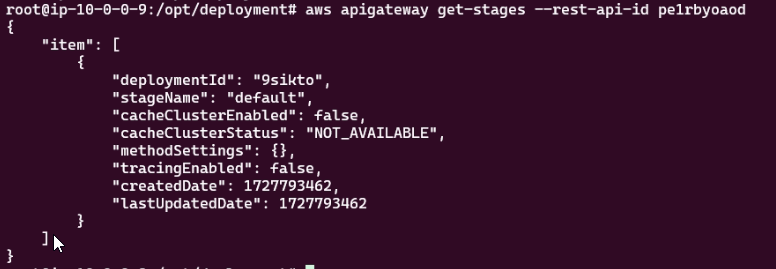 root@ip-10-0-0-9:/opt/deployment# aws apigateway get-stages --rest-api-id pe1rbyoaod
{
    "item": [
        {
            "deploymentId": "9sikto",
            "stageName": "default",
            "cacheClusterEnabled": false,
            "cacheClusterStatus": "NOT_AVAILABLE",
            "methodSettings": {},
            "tracingEnabled": false,
            "createdDate": 1727793462,
            "lastUpdatedDate": 1727793462
        }
    ]
}